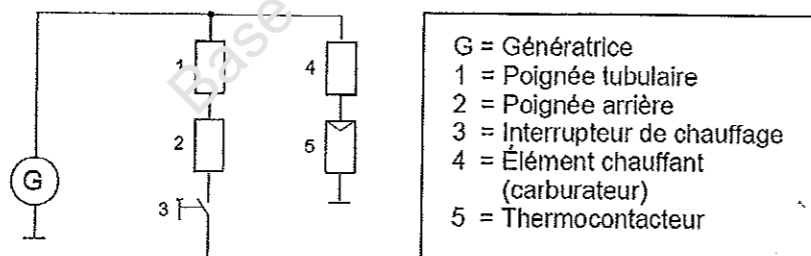 Base
1
4
2
5
G
3
G = Génératrice
1 = Poignée tubulaire
2 = Poignée arrière
3 = Interrupteur de chauffage
4 = Élément chauffant
(carburateur)
5 = Thermocontacteur